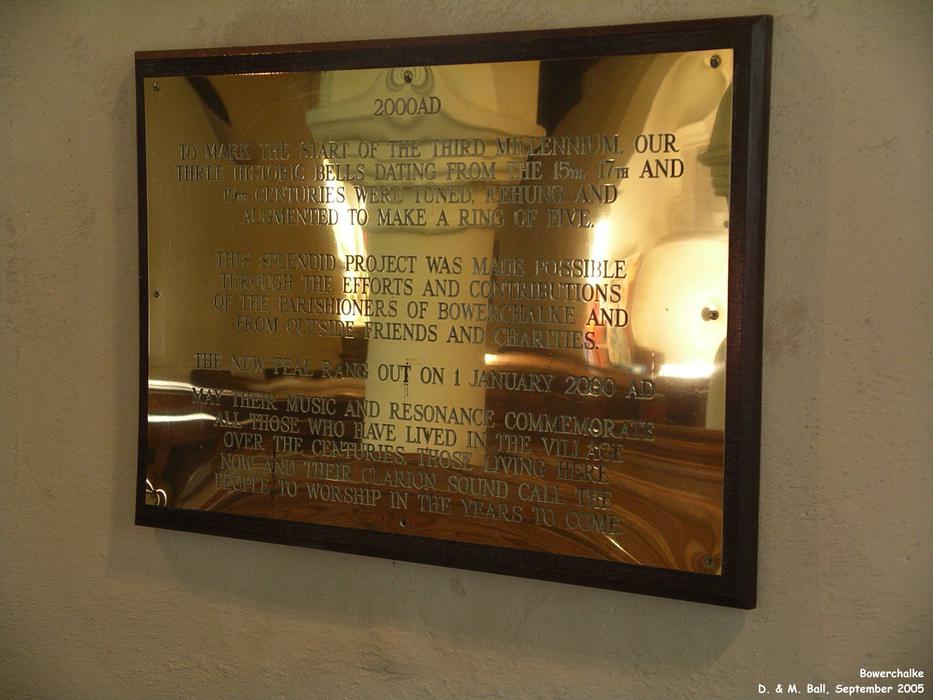 2000AD
TO MARK THE START OF THE THIRD MILLENNIUM, OUR
THREE HISTORIC BELLS DATING FROM THE 15TH, 17TH AND
19TH CENTURIES WERE TUNED, REHUNG AND
AUGMENTED TO MAKE A RING OF FIVE.
THIS SPLENDID PROJECT WAS MADE POSSIBLE
THROUGH THE EFFORTS AND CONTRIBUTIONS
OF THE PARISHIONERS OF BOWERCHALKE AND
FROM OUTSIDE FRIENDS AND CHARITIES.
THE NEW PEAL RANG OUT ON 1 JANUARY 2000 AD
MAY THEIR MUSIC AND RESONANCE COMMEMORATE
ALL THOSE WHO HAVE LIVED IN THE VILLAGE
OVER THE CENTURIES, THOSE LIVING HERE
NOW AND THEIR CLARION SOUND CALL THE
PEOPLE TO WORSHIP IN THE YEARS TO COME.
Bowerchalke
D. & M. Ball, September 2005